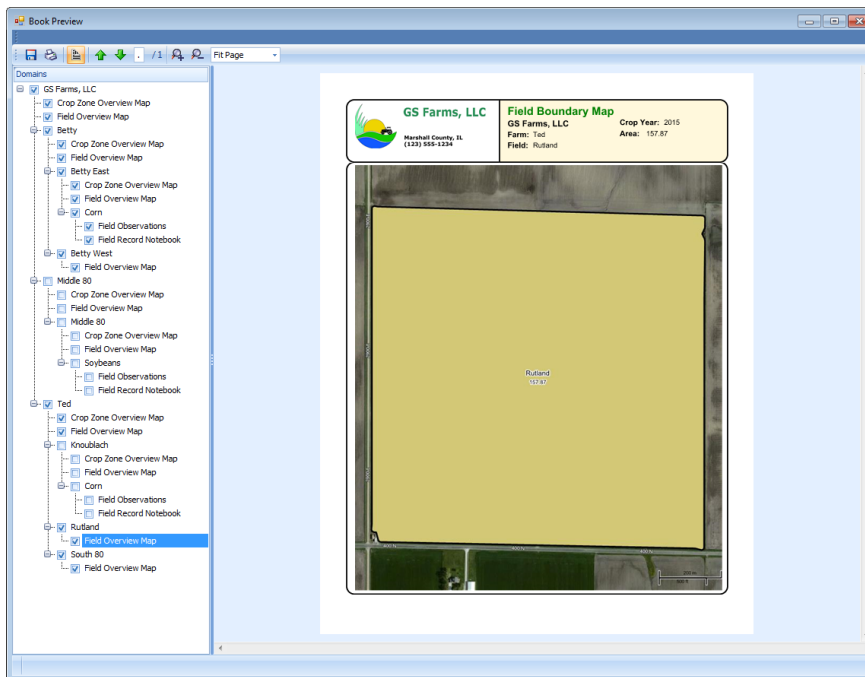 Book Preview
. / 1 Fit Page
Domains
GS Farms, LLC
Crop Zone Overview Map
Field Overview Map
Betty
Crop Zone Overview Map
Field Overview Map
Betty East
Crop Zone Overview Map
Field Overview Map
Corn
Field Observations
Field Record Notebook
Betty West
Field Overview Map
Middle 80
Crop Zone Overview Map
Field Overview Map
Middle 80
Crop Zone Overview Map
Field Overview Map
Soybeans
Field Observations
Field Record Notebook
Ted
Crop Zone Overview Map
Field Overview Map
Knoublach
Crop Zone Overview Map
Field Overview Map
Corn
Field Observations
Field Record Notebook
Rutland
Field Overview Map
South 80
Field Overview Map
GS Farms, LLC
Marshall County, IL
(123) 555-1234
Field Boundary Map
GS Farms, LLC
Farm: Ted
Field: Rutland
Crop Year: 2015
Area: 157.87
Rutland
157.87